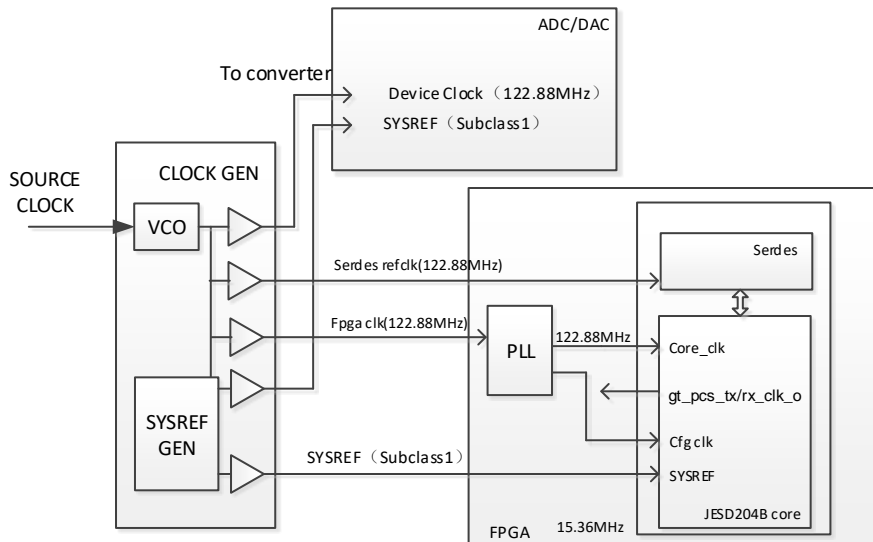 ADC/DAC
To converter
Device Clock（122.88MHz）
SYSREF（Subclass1）
CLOCK GEN
SOURCE
CLOCK
VCO
Serdes
Serdes refclk(122.88MHz)
Fpga clk(122.88MHz)
PLL
122.88MHz
Core_clk
gt_pcs_tx/rx_clk_o
SYSREF
GEN
Cfg clk
SYSREF（Subclass1）
SYSREF
JESD204B core
FPGA
15.36MHz